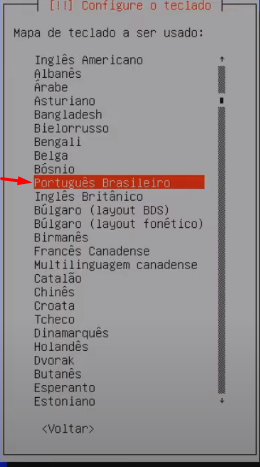 [!!] Configure o teclado
Mapa de teclado a ser usado:
Inglês Americano
Albanês
Árabe
Asturiano
Bangladesh
Bielorrusso
Bengali
Belga
Bósnio
Português Brasileiro
Inglês Britânico
Búlgaro (layout BDS)
Búlgaro (layout fonético)
Birmanês
Francês Canadense
Multilinguagem canadense
Catalão
Chinês
Croata
Tcheco
Dinamarquês
Holandês
Dvorak
Butanês
Esperanto
Estoniano
<Voltar>